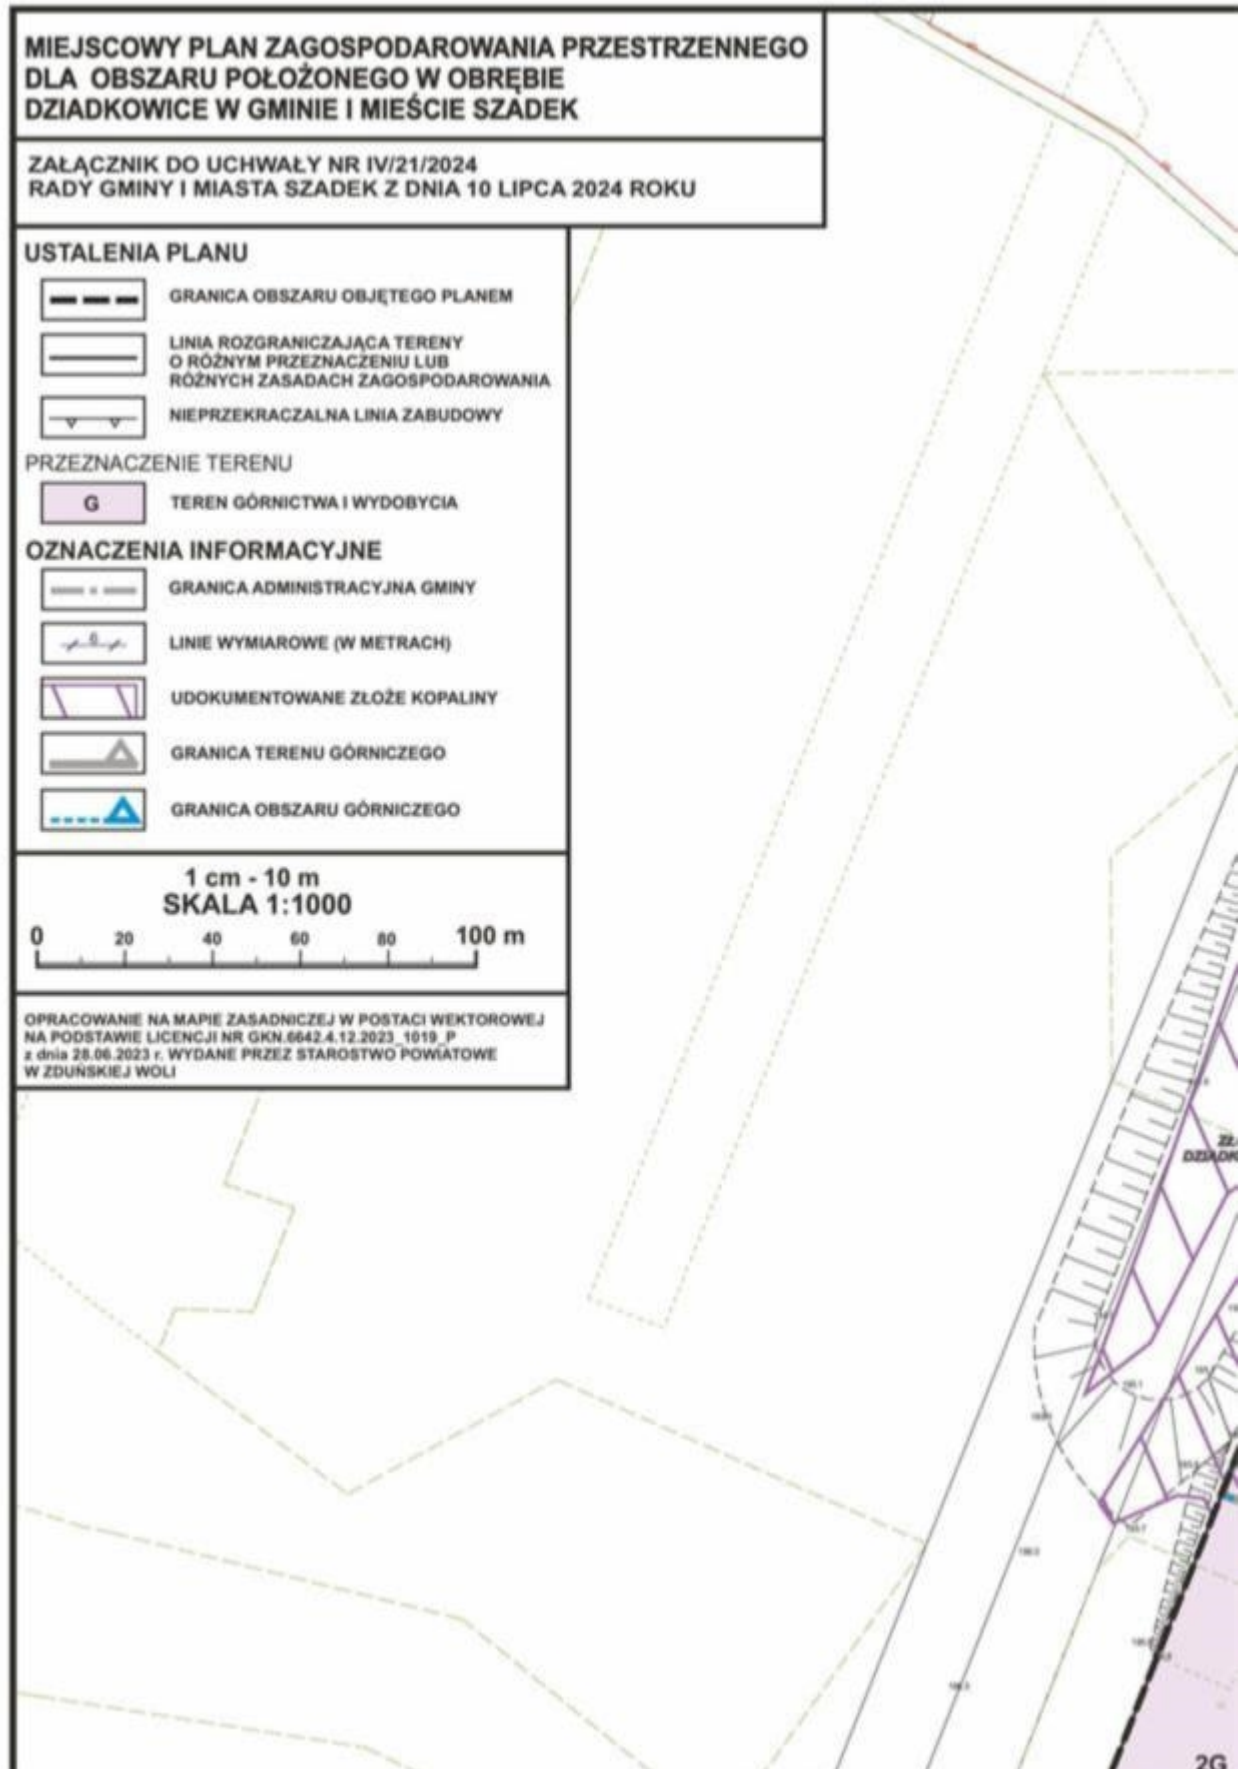 MIEJSCOWY PLAN ZAGOSPODAROWANIA PRZESTRZENNEGO
DLA OBSZARU POŁOŻONEGO W OBRĘBIE
DZIADKOWICE W GMINIE I MIEŚCIE SZADEK
ZAŁĄCZNIK DO UCHWAŁY NR IV/21/2024
RADY GMINY I MIASTA SZADEK Z DNIA 10 LIPCA 2024 ROKU
USTALENIA PLANU
GRANICA OBSZARU OBJĘTEGO PLANEM
LINIA ROZGRANICZAJĄCA TERENY
O RÓŻNYM PRZEZNACZENIU LUB
RÓŻNYCH ZASADACH ZAGOSPODAROWANIA
NIEPRZEKRACZALNA LINIA ZABUDOWY
PRZEZNACZENIE TERENU
G TEREN GÓRNICTWA I WYDOBYCIA
OZNACZENIA INFORMACYJNE
GRANICA ADMINISTRACYJNA GMINY
6 LINIE WYMIAROWE (W METRACH)
UDOKUMENTOWANE ZŁOŻE KOPALINY
GRANICA TERENU GÓRNICZEGO
GRANICA OBSZARU GÓRNICZEGO
1 cm - 10 m
SKALA 1:1000
0 20 40 60 80 100 m
OPRACOWANIE NA MAPIE ZASADNICZEJ W POSTACI WEKTOROWEJ
NA PODSTAWIE LICENCJI NR GKN.6642.4.12.2023_1019_P
z dnia 28.06.2023 r. WYDANE PRZEZ STAROSTWO POWIATOWE
W ZDUŃSKIEJ WOLI
2G